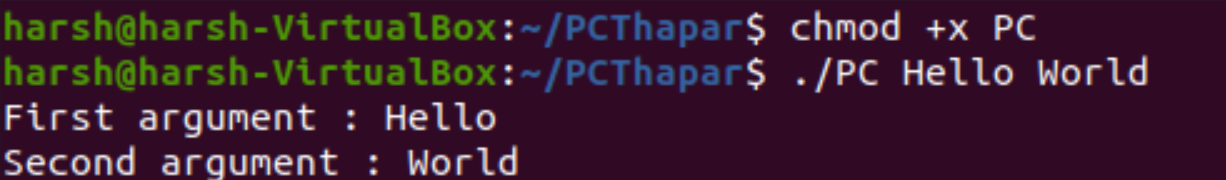 harsh@harsh-VirtualBox:~/PCThapar$ chmod +x PC
harsh@harsh-VirtualBox:~/PCThapar$ ./PC Hello World
First argument : Hello
Second argument : World